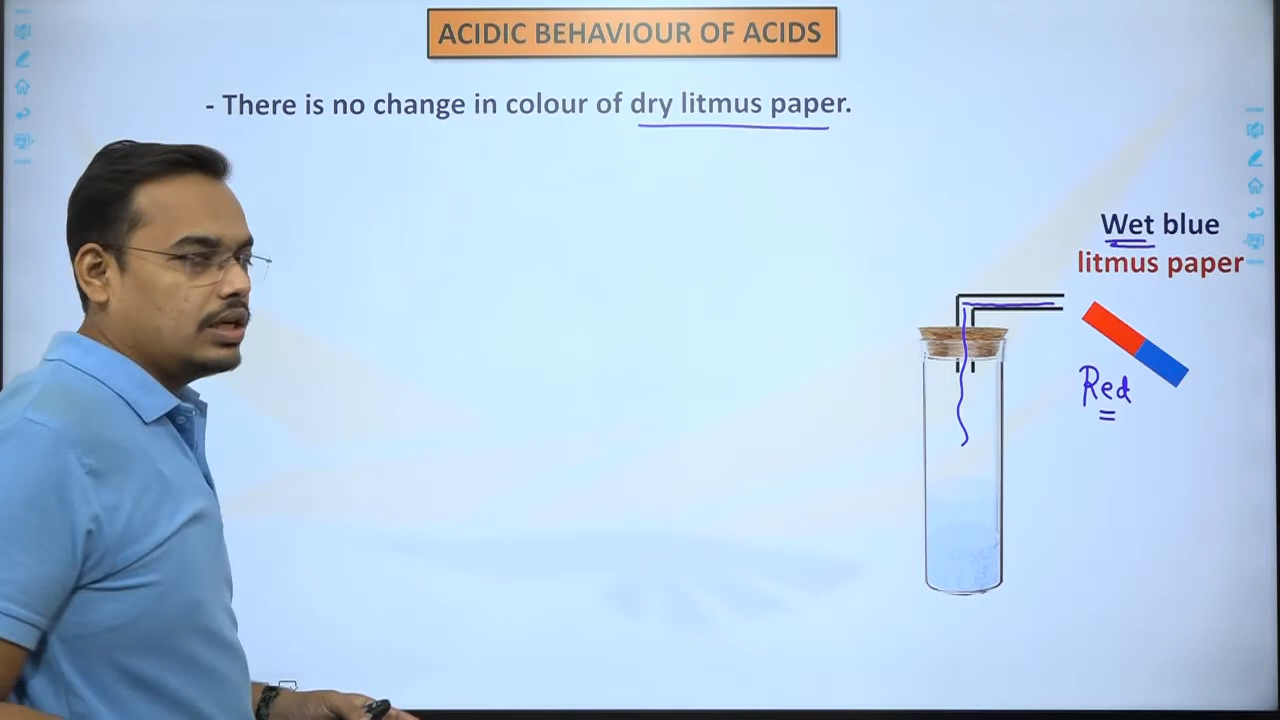 ACIDIC BEHAVIOUR OF ACIDS
- There is no change in colour of dry litmus paper.
Wet blue
litmus paper
Red